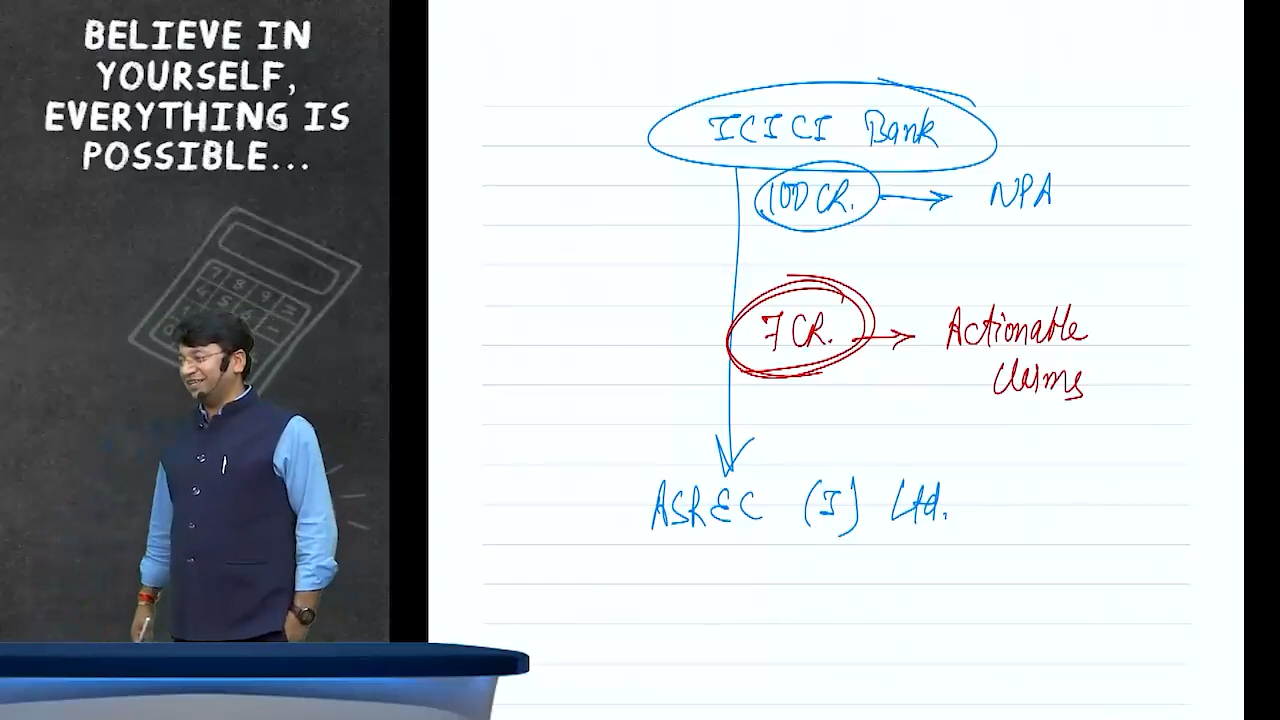 BELIEVE IN
YOURSELF,
EVERYTHING IS
POSSIBLE...
ICICI Bank
100 CR. → NPA
7 CR. → Actionable
Claims
ASREC (I) Ltd.